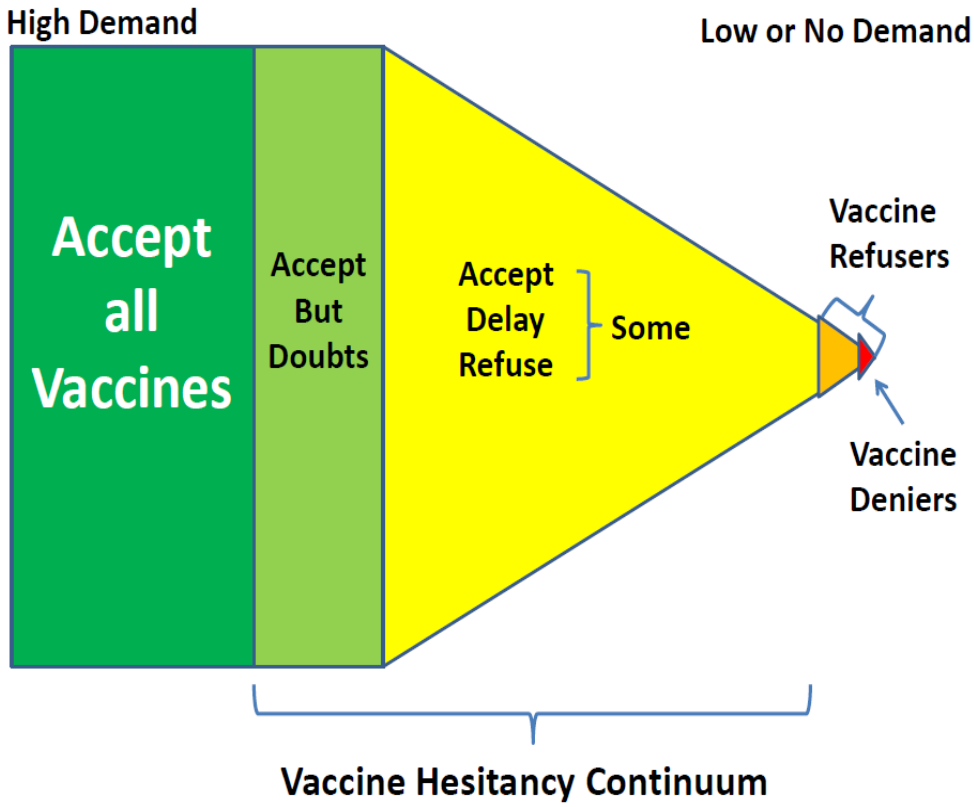 High Demand
Low or No Demand
Accept
all
Vaccines
Accept
But
Doubts
Accept
Delay
Refuse
Some
Vaccine
Refusers
Vaccine
Deniers
Vaccine Hesitancy Continuum